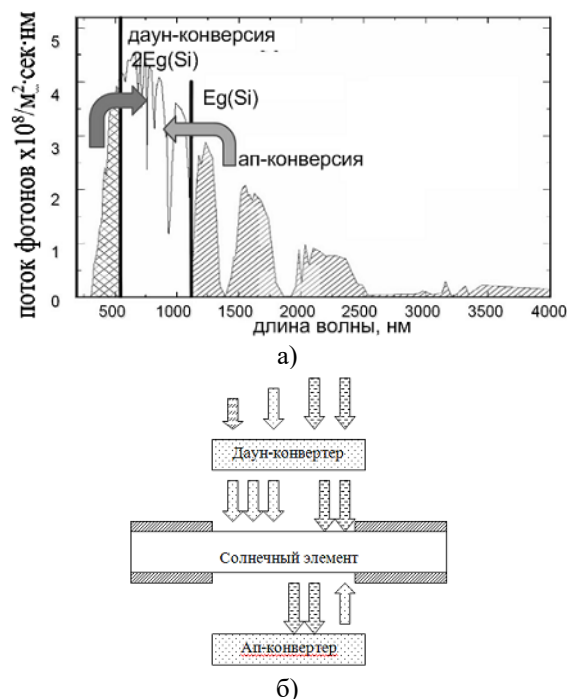 даун-конверсия
2Eg(Si)
Eg(Si)
ап-конверсия
поток фотонов x10⁸/м²·сек·нм
5
4
3
2
1
0
500 1000 1500 2000 2500 3000 3500 4000
длина волны, нм
а)
Даун-конвертер
Солнечный элемент
Ап-конвертер
б)